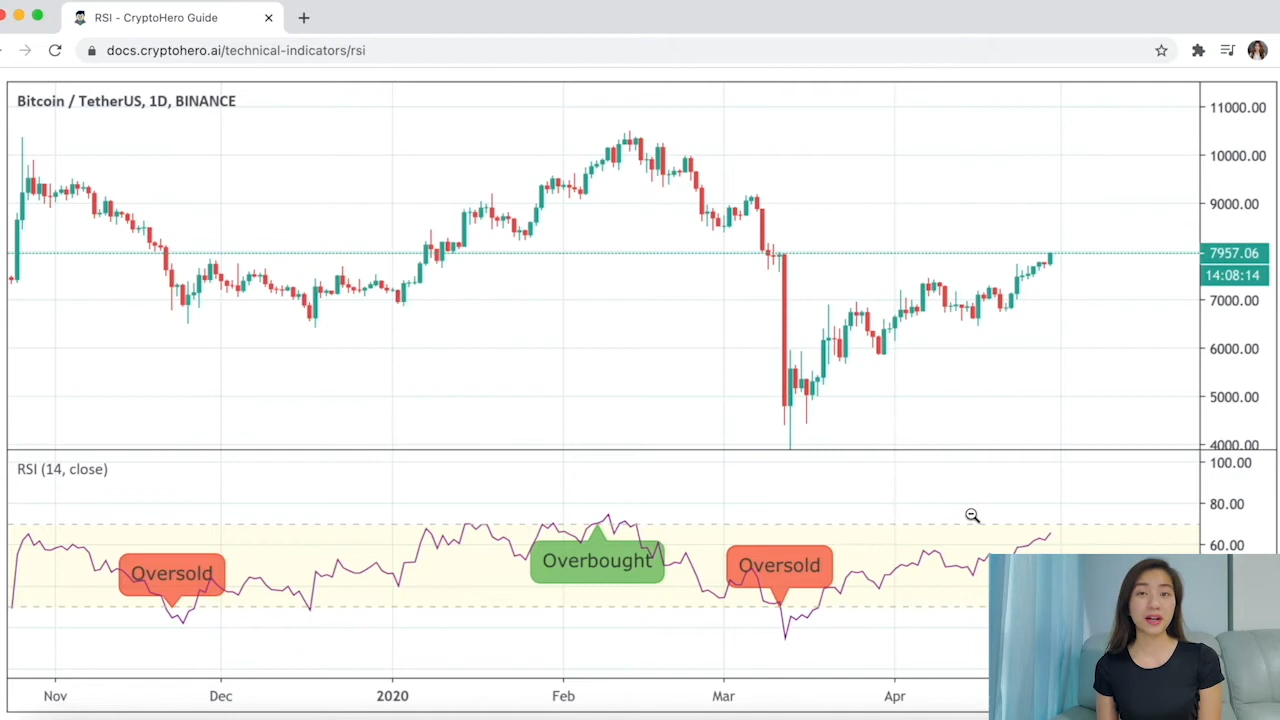 RSI - CryptoHero Guide
docs.cryptohero.ai/technical-indicators/rsi
Bitcoin / TetherUS, 1D, BINANCE
11000.00
10000.00
9000.00
7957.06
14:08:14
7000.00
6000.00
5000.00
4000.00
RSI (14, close)
100.00
80.00
60.00
Oversold
Overbought
Oversold
Nov
Dec
2020
Feb
Mar
Apr